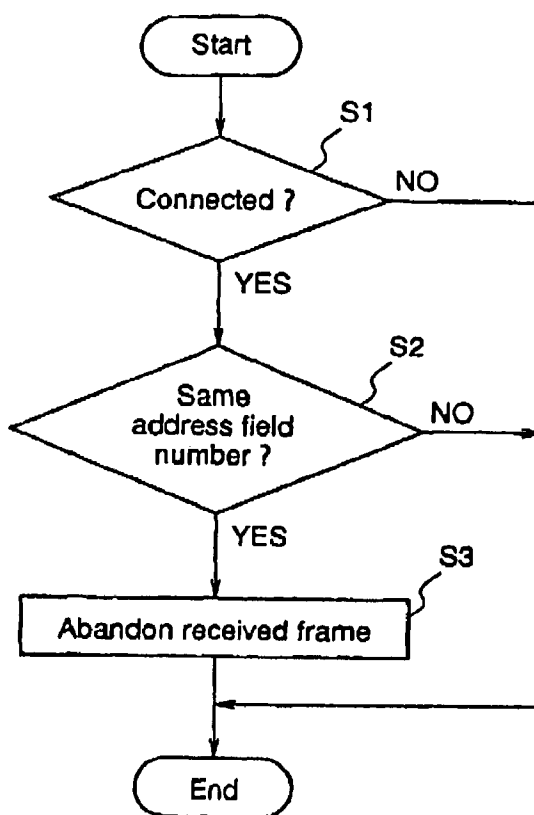 Start
S1
Connected ?
NO
YES
S2
Same
address field
number ?
NO
YES
S3
Abandon received frame
End